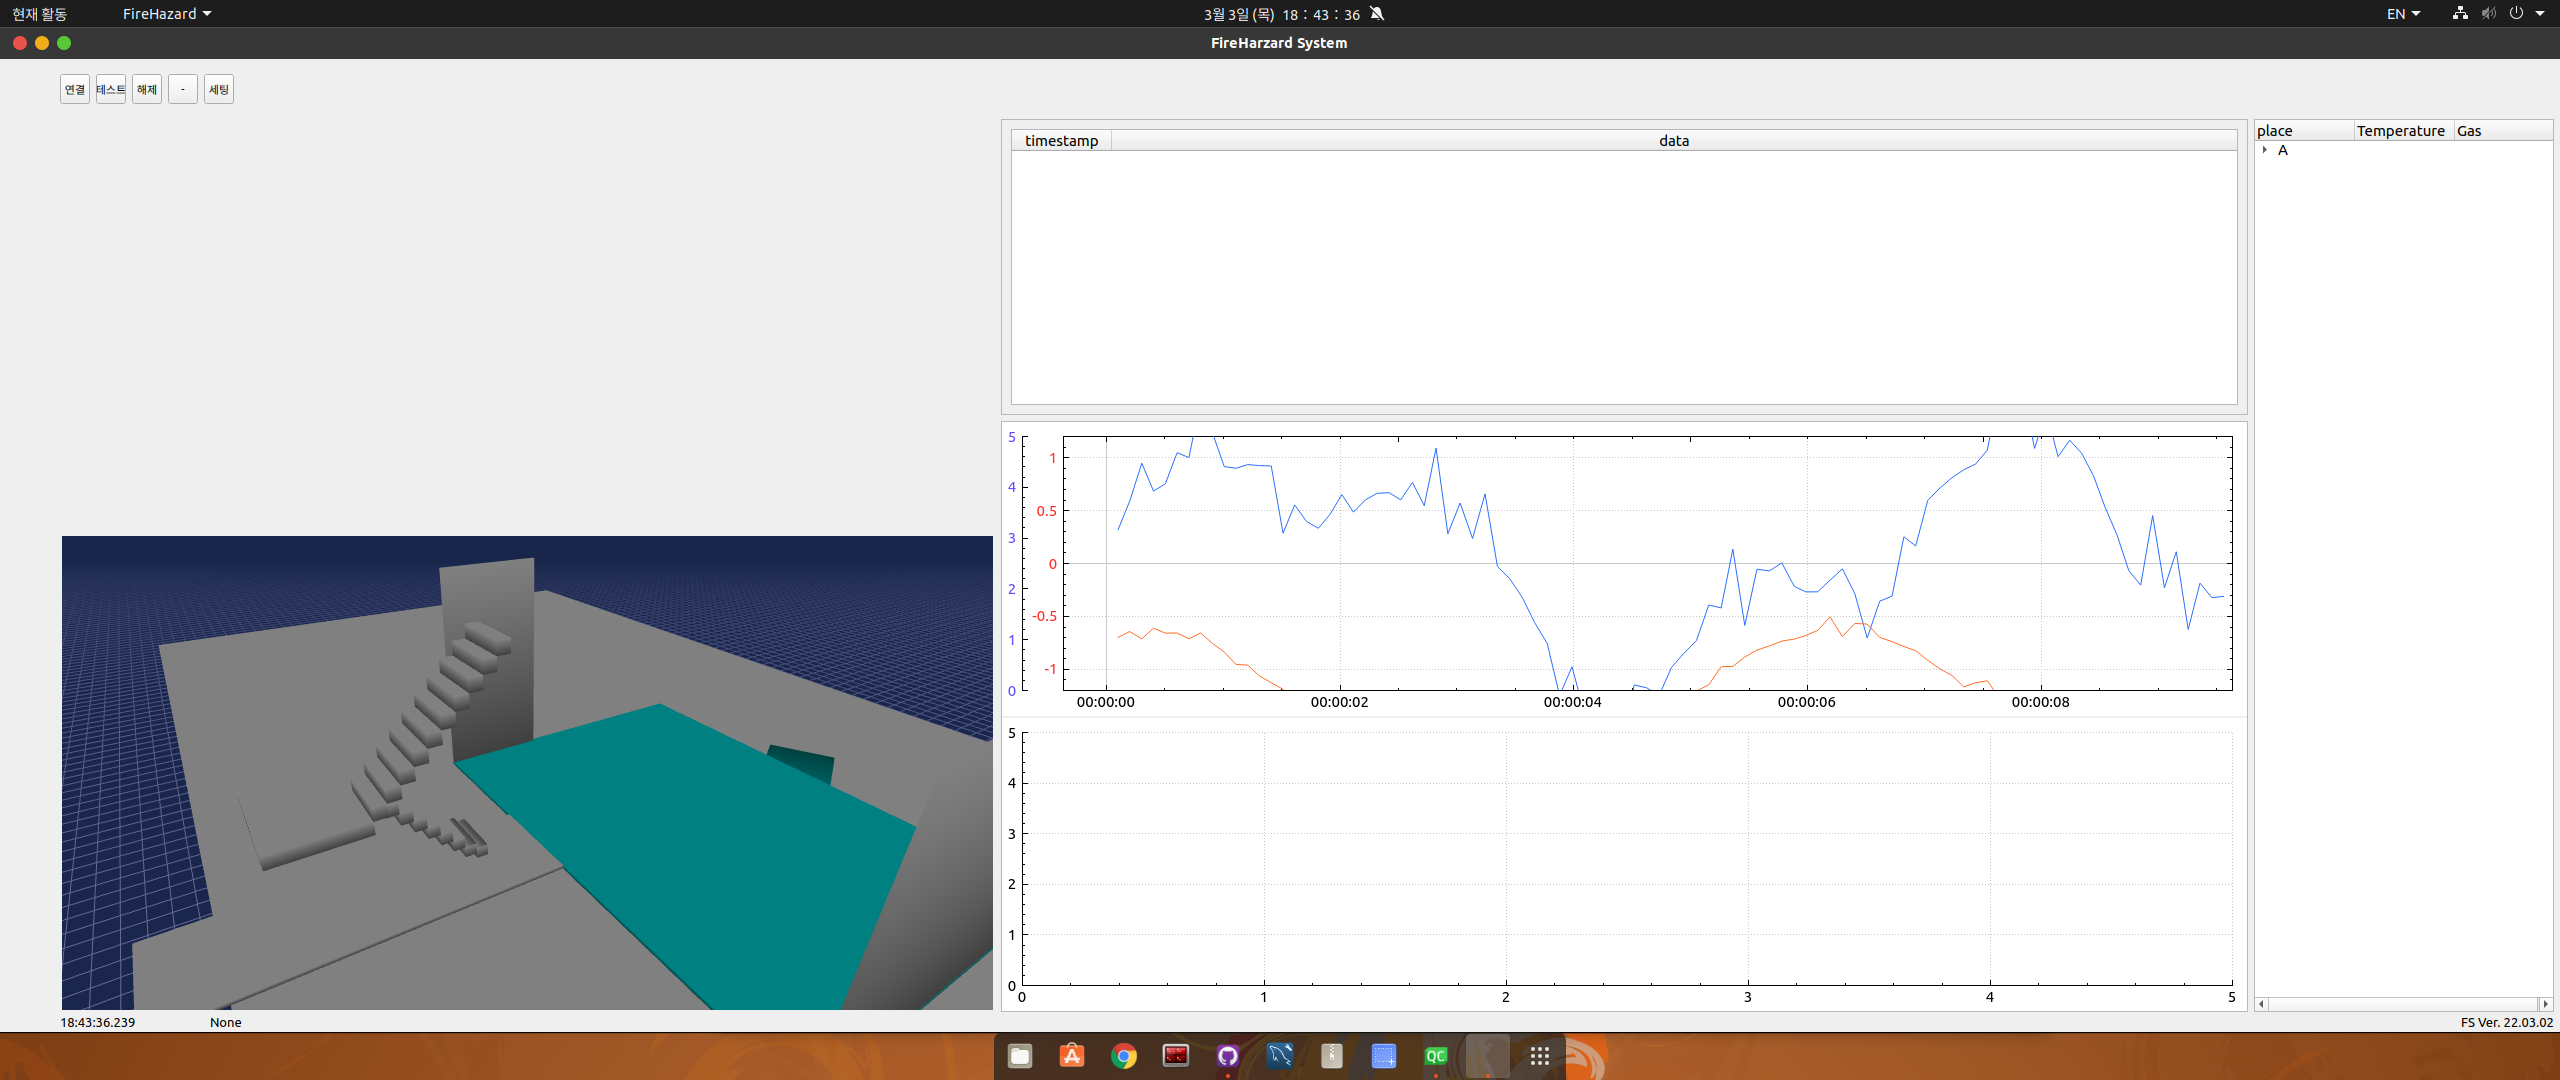 현재 활동 FireHazard 3월 3일 (목) 18 : 43 : 36 EN
FireHarzard System
연결 테스트 해제 - 세팅
timestamp data
place Temperature Gas
A
5
4
3
2
1
0
1
0.5
0
-0.5
-1
00:00:00 00:00:02 00:00:04 00:00:06 00:00:08
5
4
3
2
1
0
0 1 2 3 4 5
18:43:36.239 None FS Ver. 22.03.02
QC